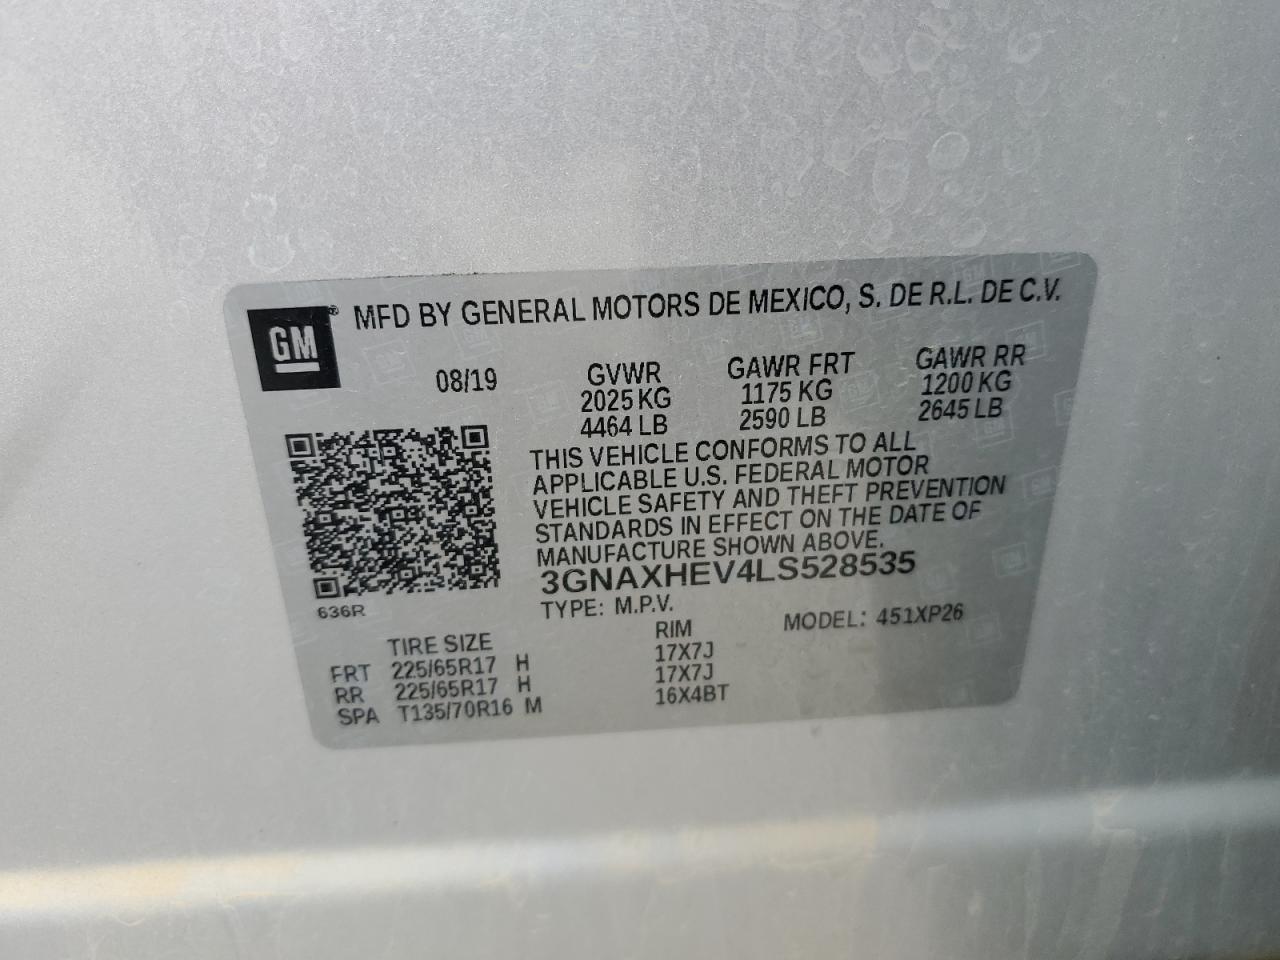 GM ® MFD BY GENERAL MOTORS DE MEXICO, S. DE R.L. DE C.V.
08/19 GVWR GAWR FRT GAWR RR
2025 KG 1175 KG 1200 KG
4464 LB 2590 LB 2645 LB
THIS VEHICLE CONFORMS TO ALL
APPLICABLE U.S. FEDERAL MOTOR
VEHICLE SAFETY AND THEFT PREVENTION
STANDARDS IN EFFECT ON THE DATE OF
MANUFACTURE SHOWN ABOVE.
3GNAXHEV4LS528535
636R TYPE: M.P.V. MODEL: 451XP26
TIRE SIZE RIM
FRT 225/65R17 H 17X7J
RR 225/65R17 H 17X7J
SPA T135/70R16 M 16X4BT